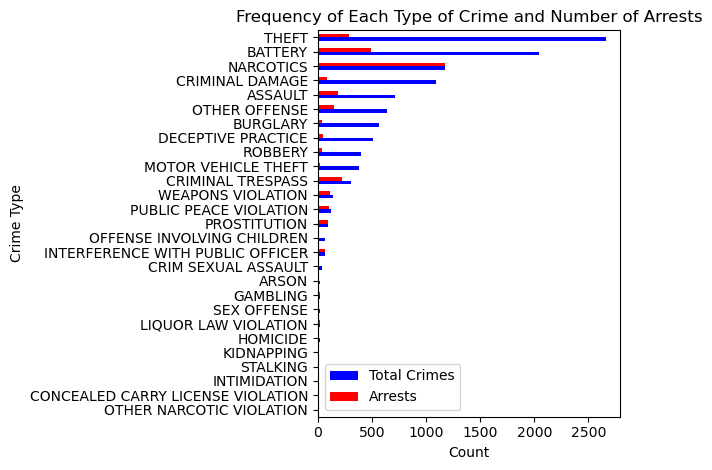 Frequency of Each Type of Crime and Number of Arrests
THEFT
BATTERY
NARCOTICS
CRIMINAL DAMAGE
ASSAULT
OTHER OFFENSE
BURGLARY
DECEPTIVE PRACTICE
ROBBERY
MOTOR VEHICLE THEFT
CRIMINAL TRESPASS
WEAPONS VIOLATION
PUBLIC PEACE VIOLATION
PROSTITUTION
OFFENSE INVOLVING CHILDREN
INTERFERENCE WITH PUBLIC OFFICER
CRIM SEXUAL ASSAULT
ARSON
GAMBLING
SEX OFFENSE
LIQUOR LAW VIOLATION
HOMICIDE
KIDNAPPING
STALKING
INTIMIDATION
CONCEALED CARRY LICENSE VIOLATION
OTHER NARCOTIC VIOLATION
Crime Type
Total Crimes
Arrests
0 500 1000 1500 2000 2500
Count